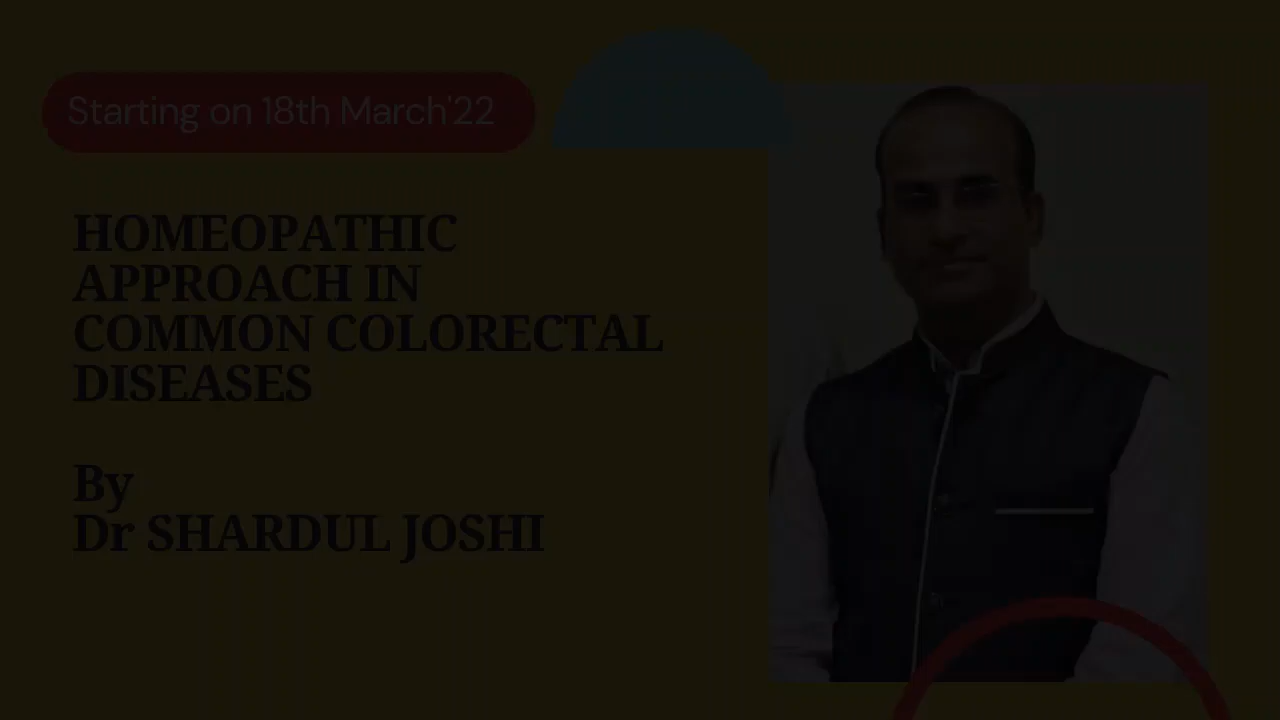 Starting on 18th March'22
HOMEOPATHIC
APPROACH IN
COMMON COLORECTAL
DISEASES
By
Dr SHARDUL JOSHI